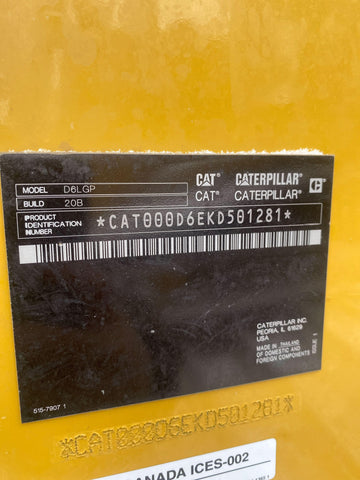 MODEL D6LGP CAT CATERPILLAR C
BUILD 20B CAT CATERPILLAR
PRODUCT
IDENTIFICATION
NUMBER
*CAT000D6EKD501281*
CATERPILLAR INC.
PEORIA, IL 61629
USA
MADE IN THAILAND
OF DOMESTIC AND
FOREIGN COMPONENTS
ISSUE 1
515-7907 1
*CAT000D6EKD501281*
CANADA ICES-002